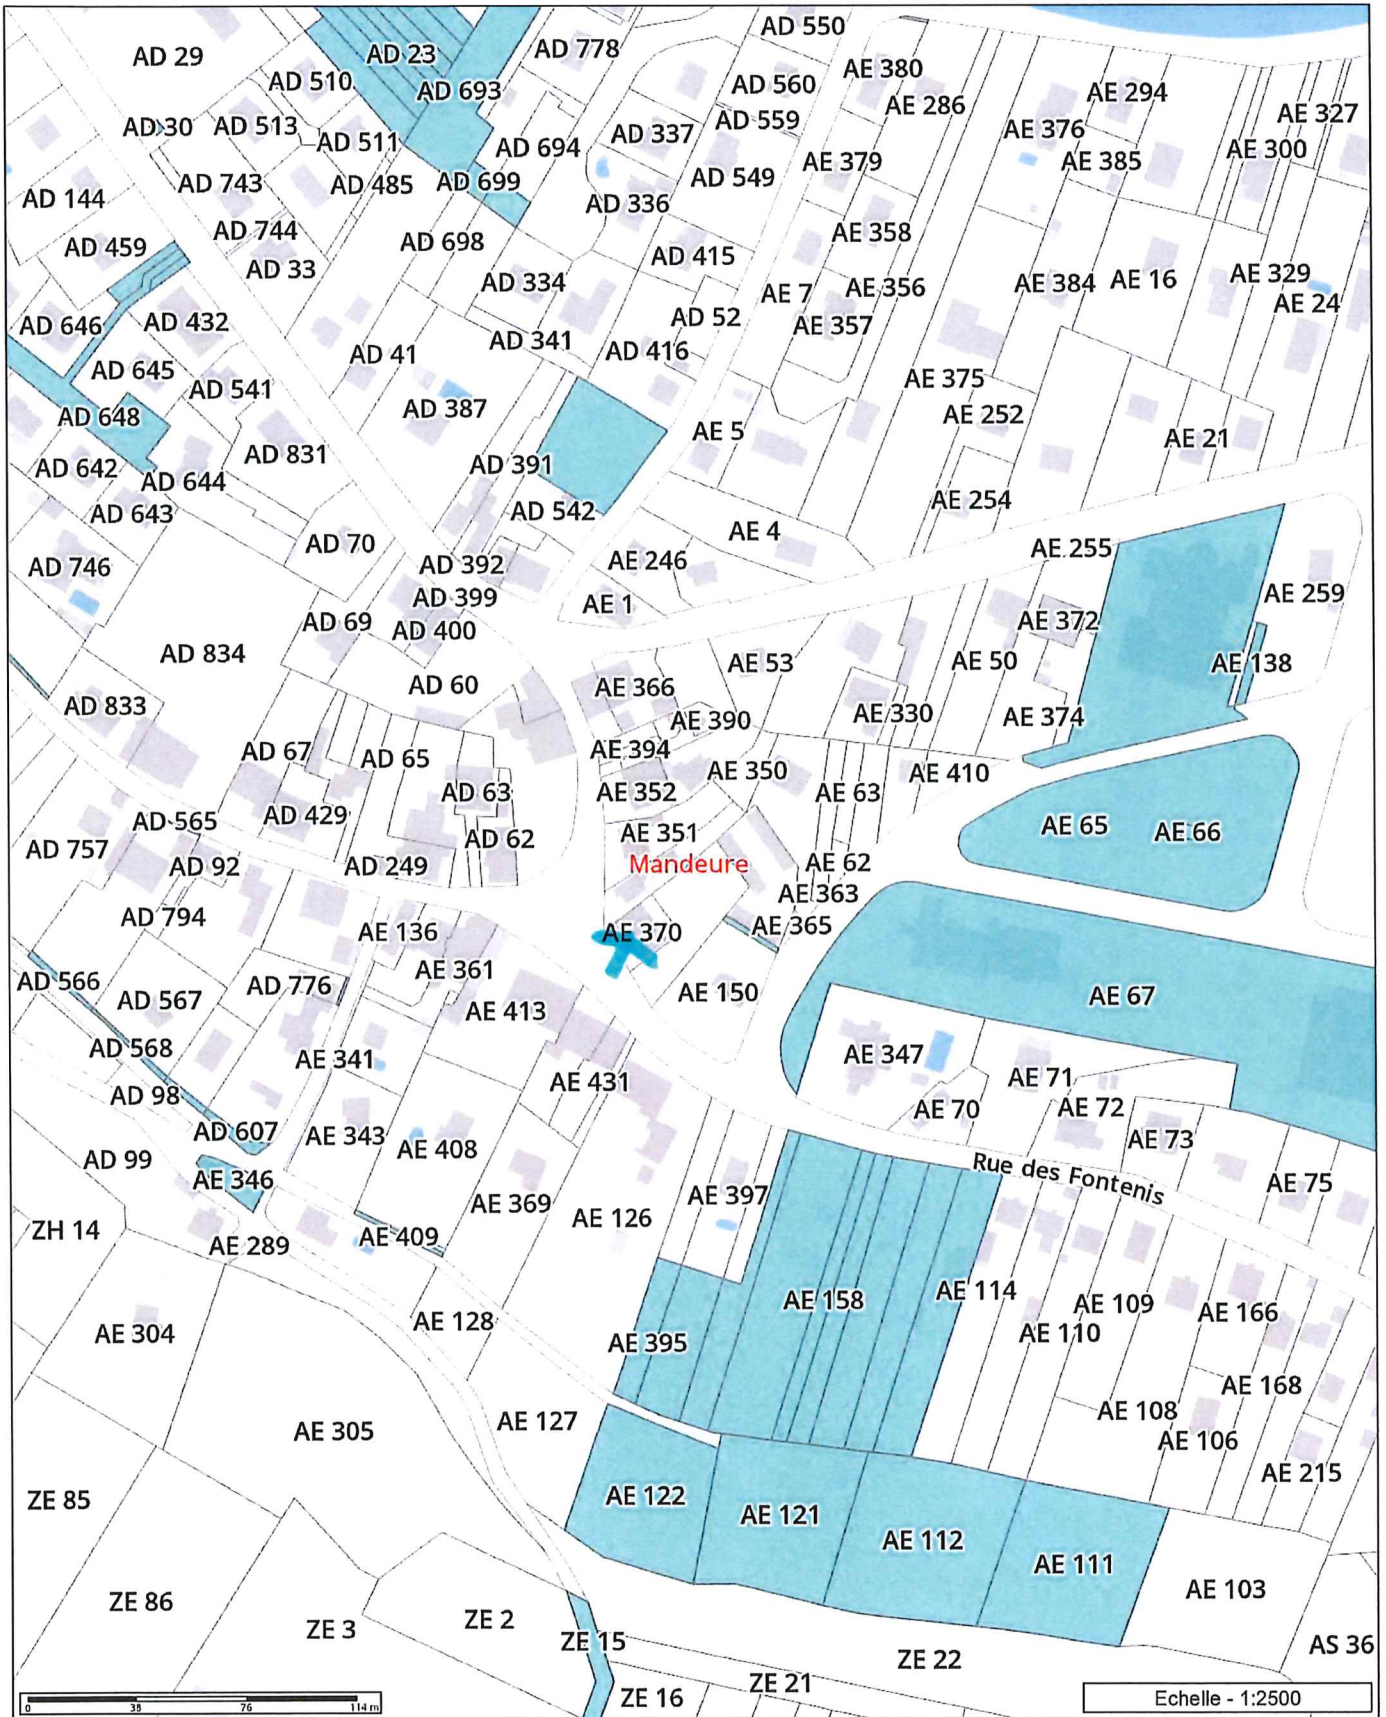 AD 550
AD 29
AD 23
AD 778
AE 380
AD 510
AD 560
AD 693
AE 294
AE 286
AE 327
AD 559
AD 30
AD 513
AE 376
AD 337
AD 511
AD 694
AE 300
AE 379
AE 385
AD 549
AD 743
AD 485
AD 699
AD 144
AD 336
AD 744
AE 358
AD 459
AD 698
AD 415
AD 33
AE 329
AE 16
AD 334
AE 384
AE 7
AE 356
AE 24
AD 52
AD 646
AD 432
AE 357
AD 341
AD 416
AD 41
AD 645
AE 375
AD 541
AD 387
AE 252
AD 648
AE 5
AE 21
AD 831
AD 391
AD 642
AD 644
AE 254
AD 542
AD 643
AE 4
AD 70
AE 255
AE 246
AD 392
AD 746
AE 259
AD 399
AE 1
AE 372
AD 69
AD 400
AD 834
AE 50
AE 53
AE 138
AD 60
AE 366
AD 833
AE 330
AE 374
AE 390
AE 394
AD 67
AD 65
AE 350
AE 410
AD 63
AE 352
AE 63
AD 429
AD 565
AE 65
AE 66
AE 351
AD 62
AD 757
Mandeure
AE 62
AD 92
AD 249
AE 363
AD 794
AE 365
AE 136
AE 370
AE 361
AD 566
AD 776
AE 150
AE 67
AD 567
AE 413
AD 568
AE 347
AE 341
AE 71
AE 431
AD 98
AE 72
AE 70
AD 607
AE 343
AE 73
AE 408
AD 99
Rue des Fontenis
AE 346
AE 75
AE 397
AE 369
AE 126
ZH 14
AE 409
AE 289
AE 114
AE 158
AE 109
AE 166
AE 128
AE 304
AE 110
AE 395
AE 168
AE 108
AE 127
AE 305
AE 106
AE 215
AE 122
ZE 85
AE 121
AE 112
AE 111
AE 103
ZE 86
ZE 2
ZE 3
ZE 15
AS 36
ZE 22
ZE 21
ZE 16
0 38 76 114 m
Echelle - 1:2500